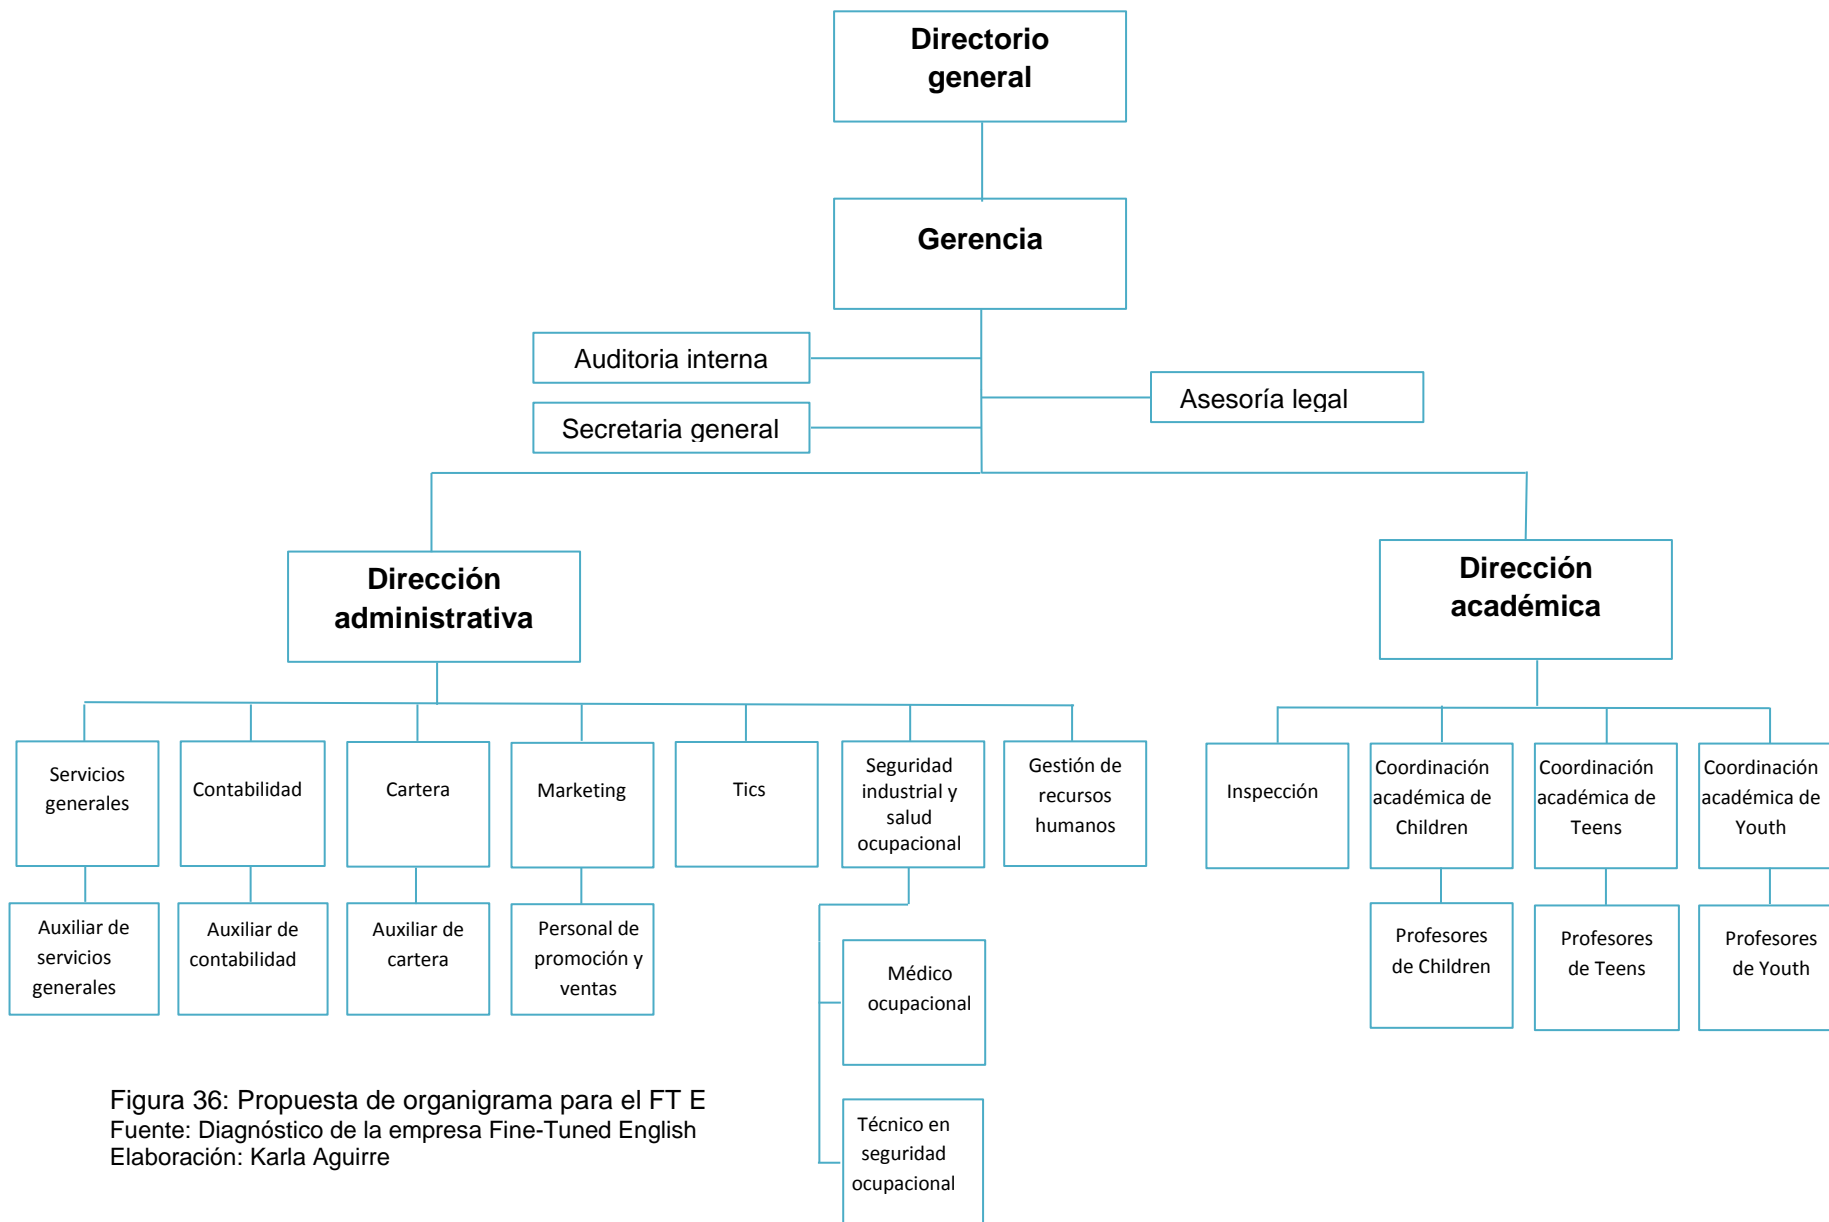 Directorio
general
Gerencia
Auditoria interna
Asesoría legal
Secretaria general
Dirección
administrativa
Dirección
académica
Servicios
generales
Contabilidad
Cartera
Marketing
Tics
Seguridad
industrial y
salud
ocupacional
Gestión de
recursos
humanos
Inspección
Coordinación
académica de
Children
Coordinación
académica de
Teens
Coordinación
académica de
Youth
Auxiliar de
servicios
generales
Auxiliar de
contabilidad
Auxiliar de
cartera
Personal de
promoción y
ventas
Médico
ocupacional
Técnico en
seguridad
ocupacional
Profesores
de Children
Profesores
de Teens
Profesores
de Youth
Figura 36: Propuesta de organigrama para el FT E
Fuente: Diagnóstico de la empresa Fine-Tuned English
Elaboración: Karla Aguirre